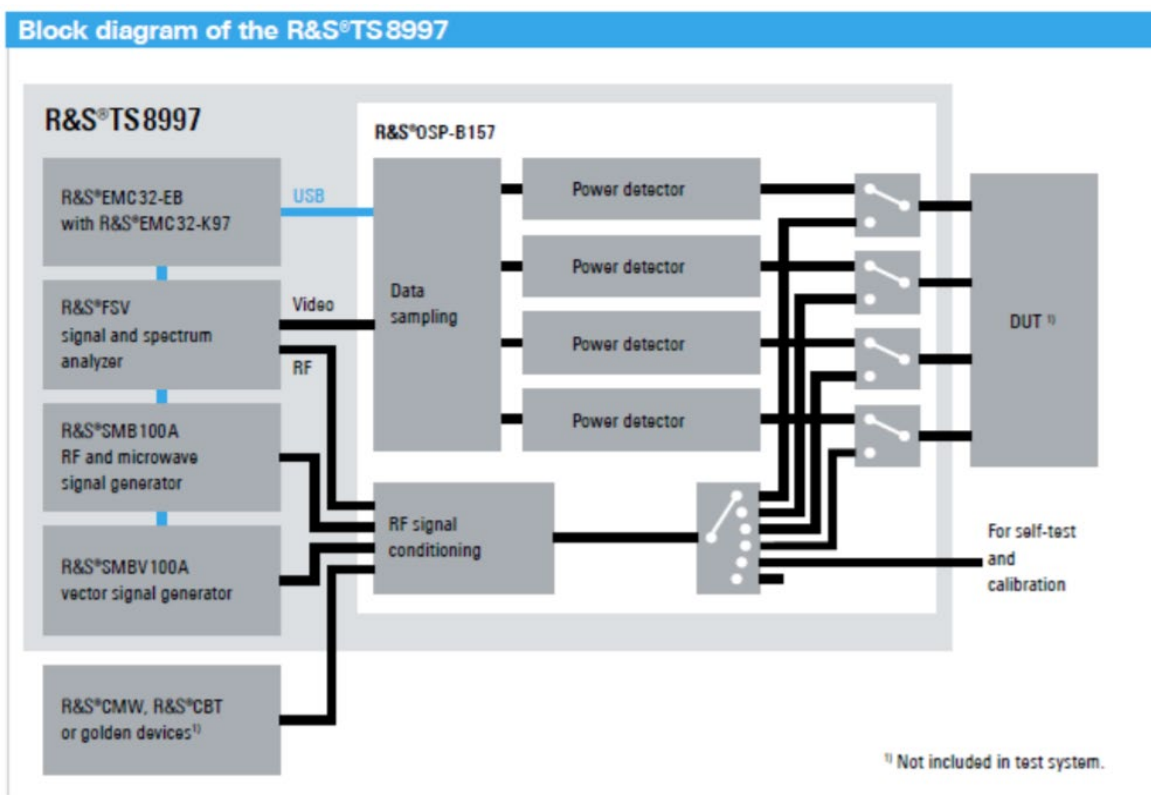 Block diagram of the R&S®TS8997
R&S®TS8997
R&S®OSP-B157
R&S®EMC32-EB
with R&S®EMC32-K97
USB
R&S®FSV
signal and spectrum
analyzer
Video
RF
R&S®SMB100A
RF and microwave
signal generator
R&S®SMBV100A
vector signal generator
R&S®CMW, R&S®CBT
or golden devices¹⁾
Data
sampling
Power detector
Power detector
Power detector
Power detector
RF signal
conditioning
DUT ¹⁾
For self-test
and
calibration
¹⁾ Not included in test system.